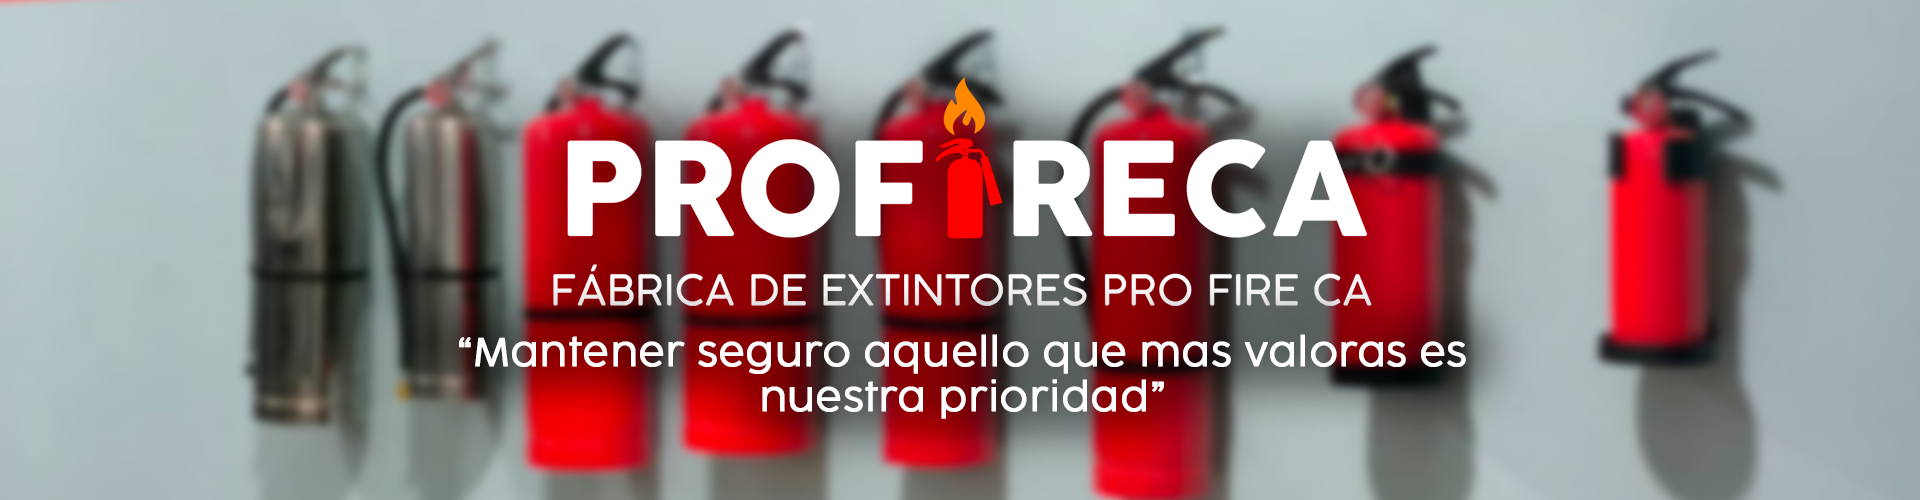 PROFIRECA
FÁBRICA DE EXTINTORES PRO FIRE CA
“Mantener seguro aquello que mas valoras es
nuestra prioridad”